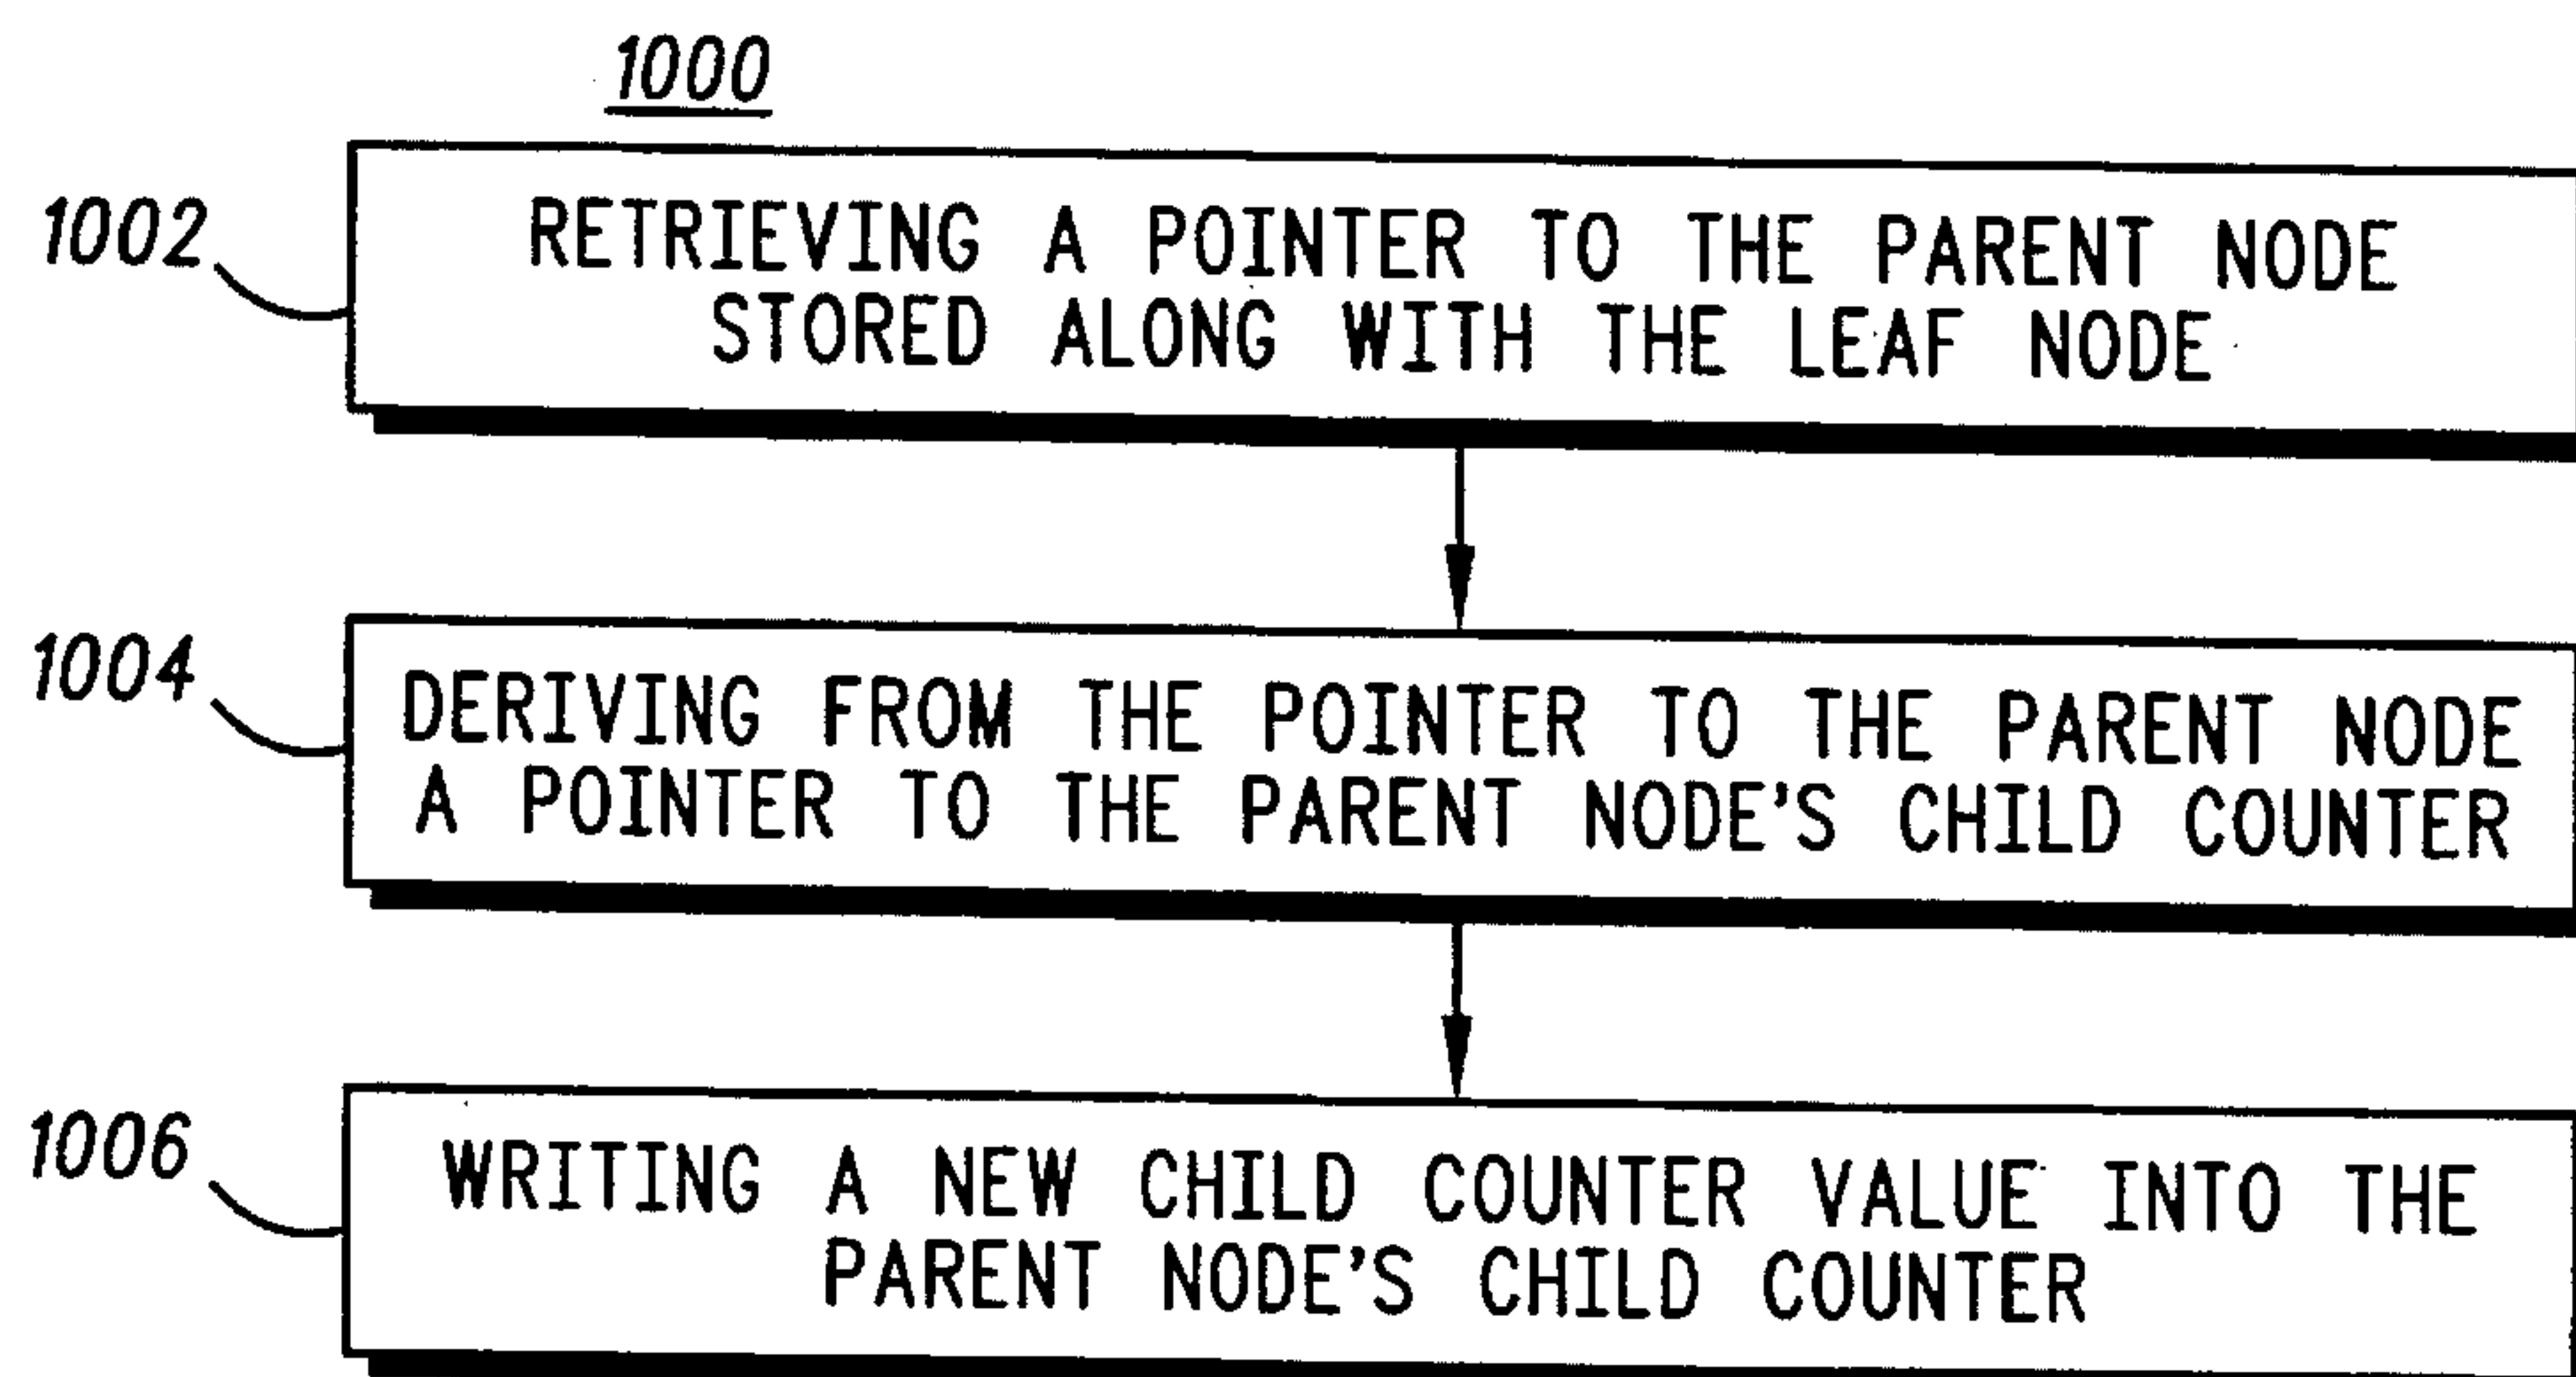 1000
1002
RETRIEVING A POINTER TO THE PARENT NODE
STORED ALONG WITH THE LEAF NODE
1004
DERIVING FROM THE POINTER TO THE PARENT NODE
A POINTER TO THE PARENT NODE'S CHILD COUNTER
1006
WRITING A NEW CHILD COUNTER VALUE INTO THE
PARENT NODE'S CHILD COUNTER